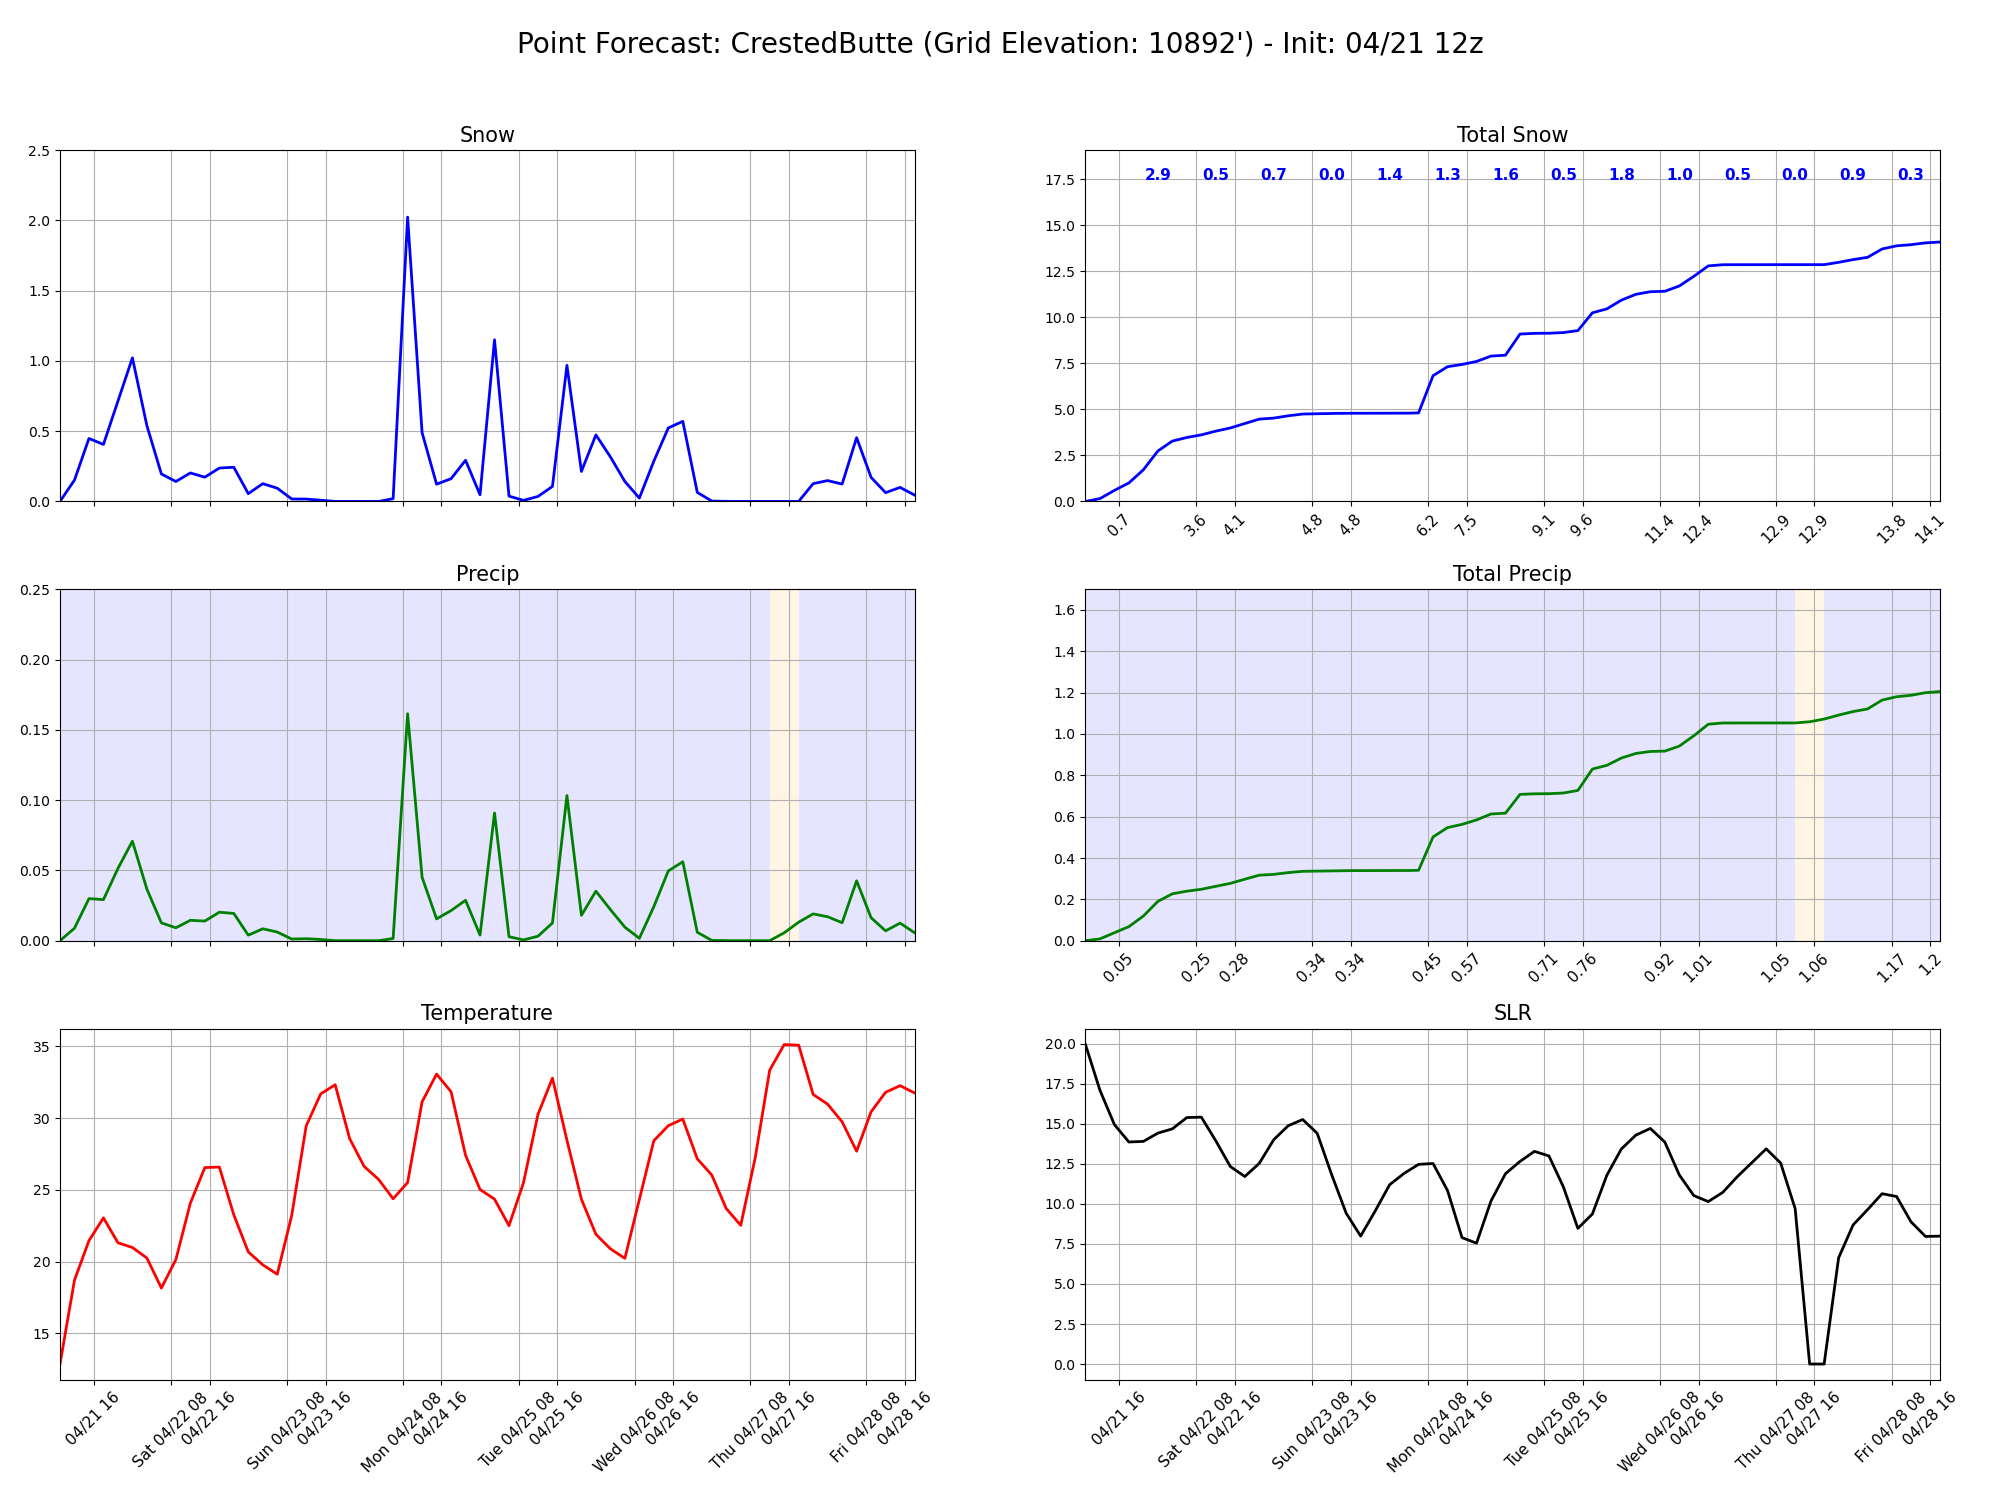 Point Forecast: CrestedButte (Grid Elevation: 10892') - Init: 04/21 12z
Snow
2.5
2.0
1.5
1.0
0.5
0.0
Total Snow
2.9 0.5 0.7 0.0 1.4 1.3 1.6 0.5 1.8 1.0 0.5 0.0 0.9 0.3
17.5
15.0
12.5
10.0
7.5
5.0
2.5
0.0
0.7 3.6 4.1 4.8 4.8 6.2 7.5 9.1 9.6 11.4 12.4 12.9 12.9 13.8 14.1
Precip
0.25
0.20
0.15
0.10
0.05
0.00
Total Precip
1.6
1.4
1.2
1.0
0.8
0.6
0.4
0.2
0.0
0.05 0.25 0.28 0.34 0.34 0.45 0.57 0.71 0.76 0.92 1.01 1.05 1.06 1.17 1.2
Temperature
35
30
25
20
15
04/21 16
Sat 04/22 08
04/22 16
Sun 04/23 08
04/23 16
Mon 04/24 08
04/24 16
Tue 04/25 08
04/25 16
Wed 04/26 08
04/26 16
Thu 04/27 08
04/27 16
Fri 04/28 08
04/28 16
SLR
20.0
17.5
15.0
12.5
10.0
7.5
5.0
2.5
0.0
04/21 16
Sat 04/22 08
04/22 16
Sun 04/23 08
04/23 16
Mon 04/24 08
04/24 16
Tue 04/25 08
04/25 16
Wed 04/26 08
04/26 16
Thu 04/27 08
04/27 16
Fri 04/28 08
04/28 16